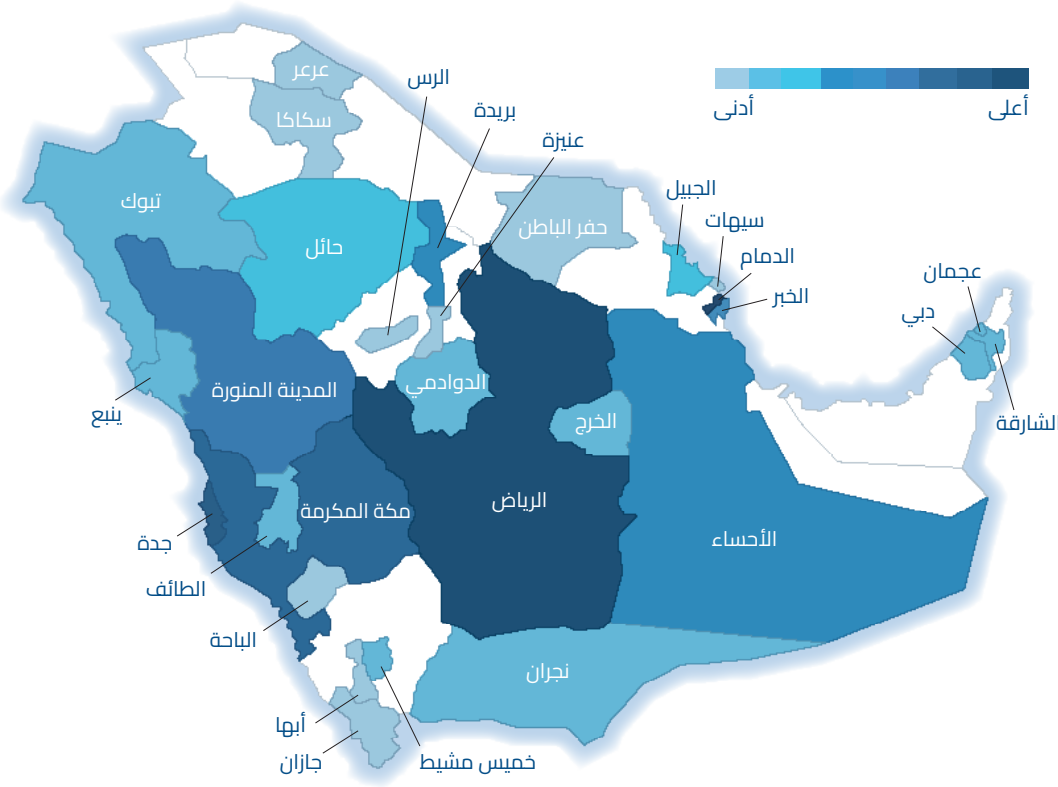 عرعر
الرس
أعلى
أدنى
بريدة
سكاكا
عنيزة
الجبيل
تبوك
سيهات
حفر الباطن
حائل
الدمام
عجمان
الخبر
دبي
الدوادمي
المدينة المنورة
ينبع
الخرج
الشارقة
الرياض
مكة المكرمة
جدة
الأحساء
الطائف
الباحة
نجران
أبها
جازان
خميس مشيط